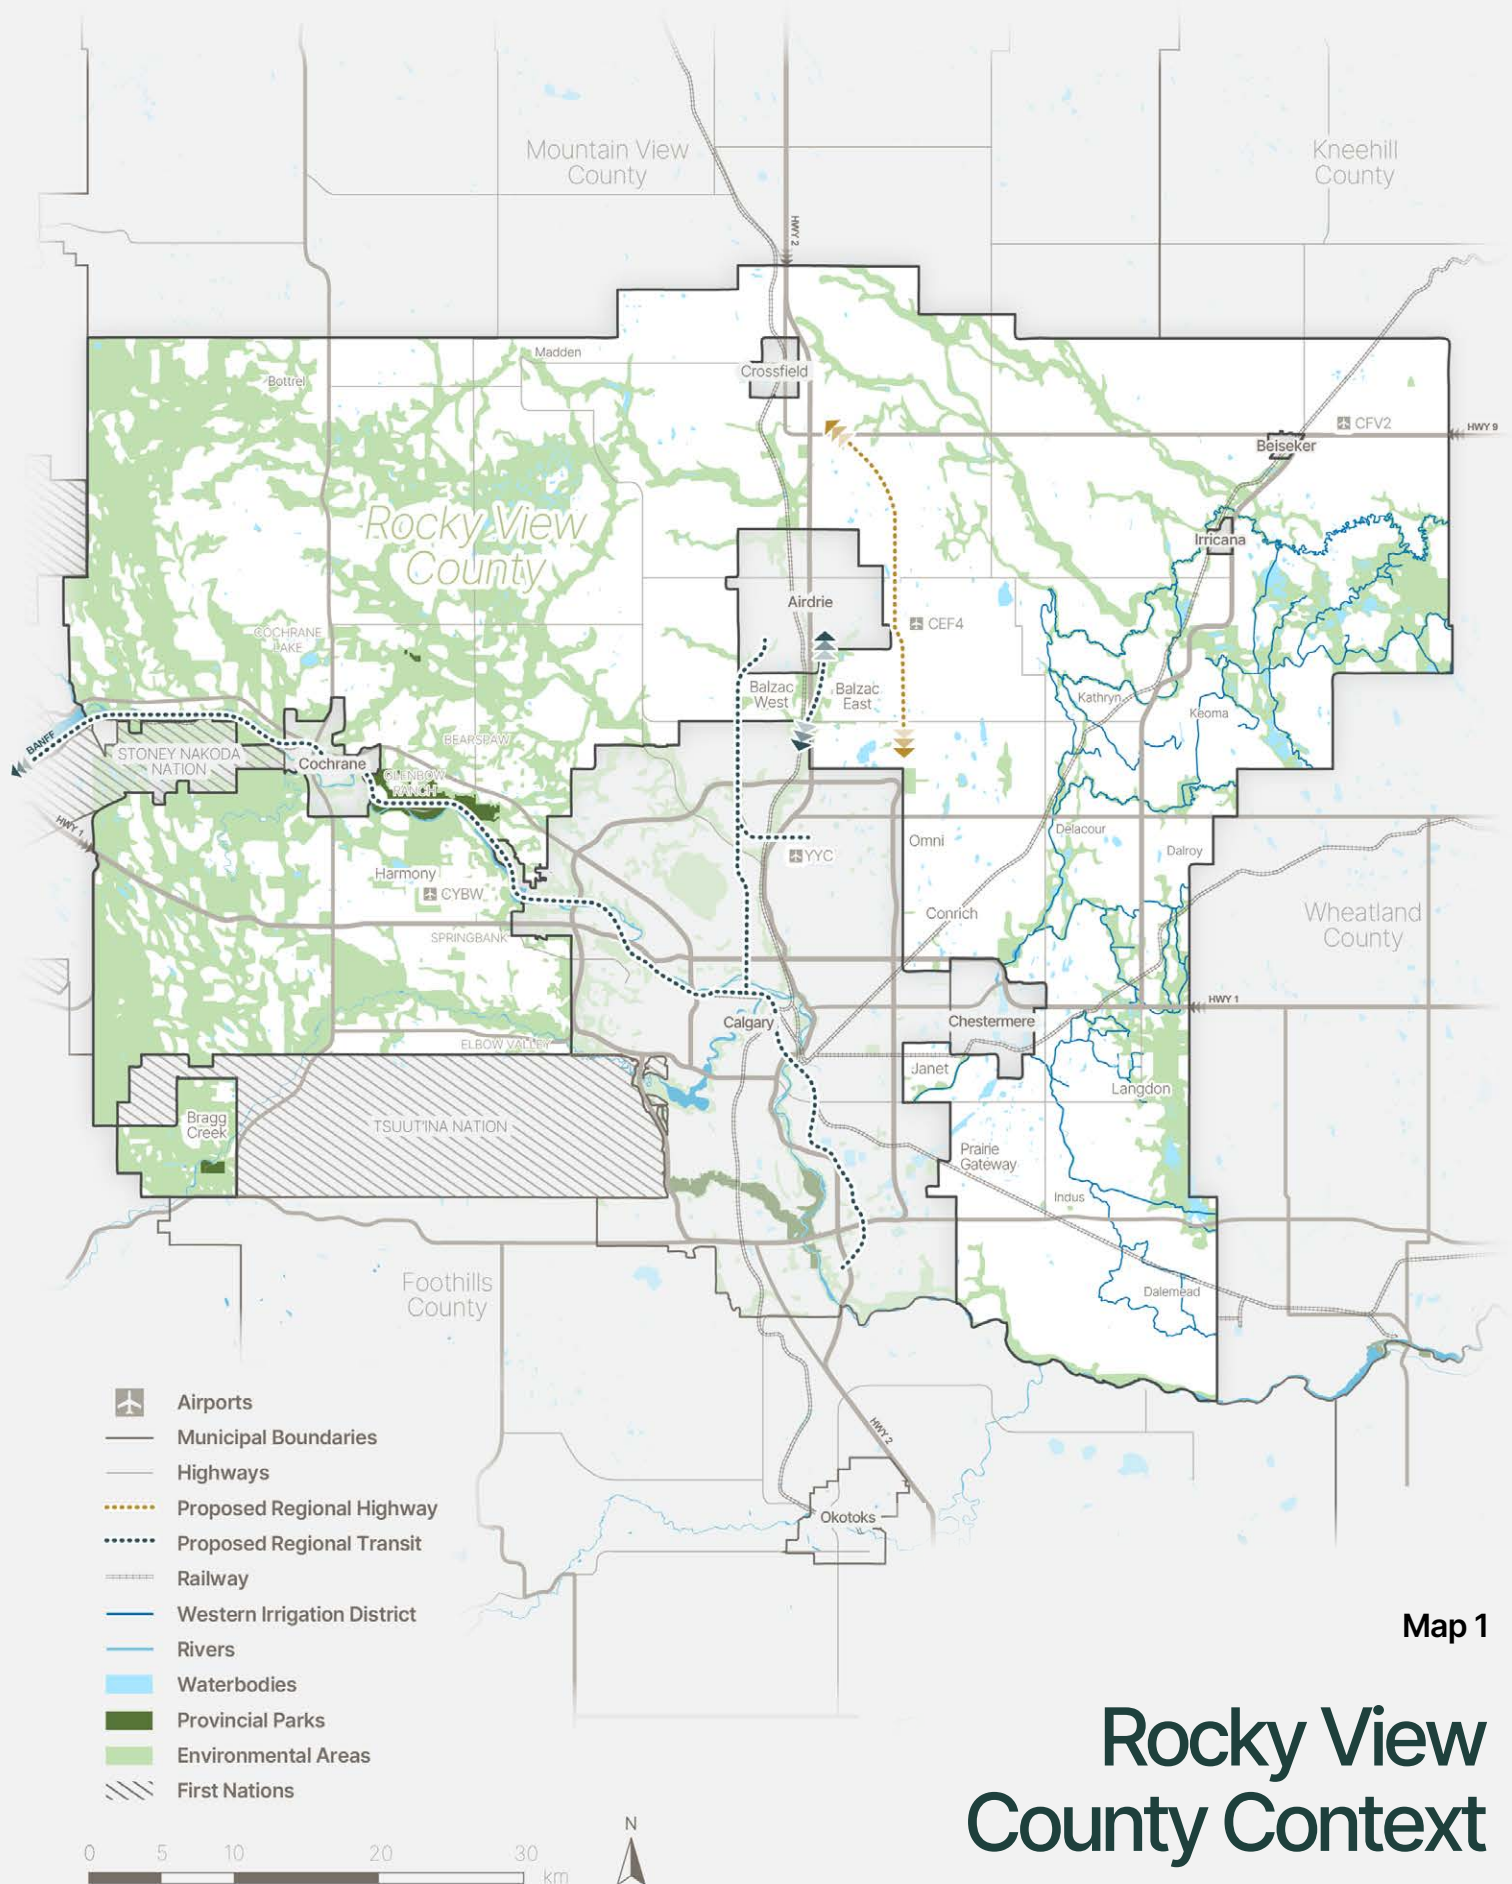 Mountain View
County
Kneehill
County
HWY 2
Madden
Crossfield
Bottrel
CFV2
HWY 9
Beiseker
Rocky View
County
Irricana
Airdrie
CEF4
COCHRANE
LAKE
Balzac
West
Balzac
East
Kathryn
Keoma
BANFF
STONEY NAKODA
NATION
BEARSPAW
Cochrane
GLENBOW
RANCH
HWY 1
Delacour
Omni
Dalroy
YYC
Harmony
CYBW
Conrich
Wheatland
County
SPRINGBANK
HWY 1
Calgary
Chestermere
ELBOW VALLEY
Janet
Langdon
Bragg
Creek
TSUUT'INA NATION
Prairie
Gateway
Indus
Foothills
County
Dalemead
HWY 2
Okotoks
Airports
Municipal Boundaries
Highways
Proposed Regional Highway
Proposed Regional Transit
Railway
Western Irrigation District
Rivers
Waterbodies
Provincial Parks
Environmental Areas
First Nations
0 5 10 20 30
km
N
Map 1
Rocky View
County Context